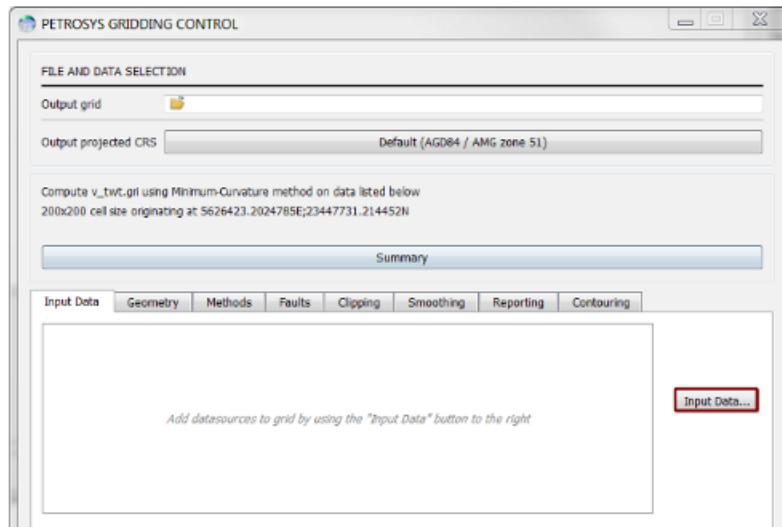 PETROSYS GRIDDING CONTROL
FILE AND DATA SELECTION
Output grid
Output projected CRS
Default (AGD84 / AMG zone 51)
Compute v_twt.gri using Minimum-Curvature method on data listed below
200x200 cell size originating at 5626423.2024785E;23447731.214452N
Summary
Input Data Geometry Methods Faults Clipping Smoothing Reporting Contouring
Add datasources to grid by using the "Input Data" button to the right
Input Data...